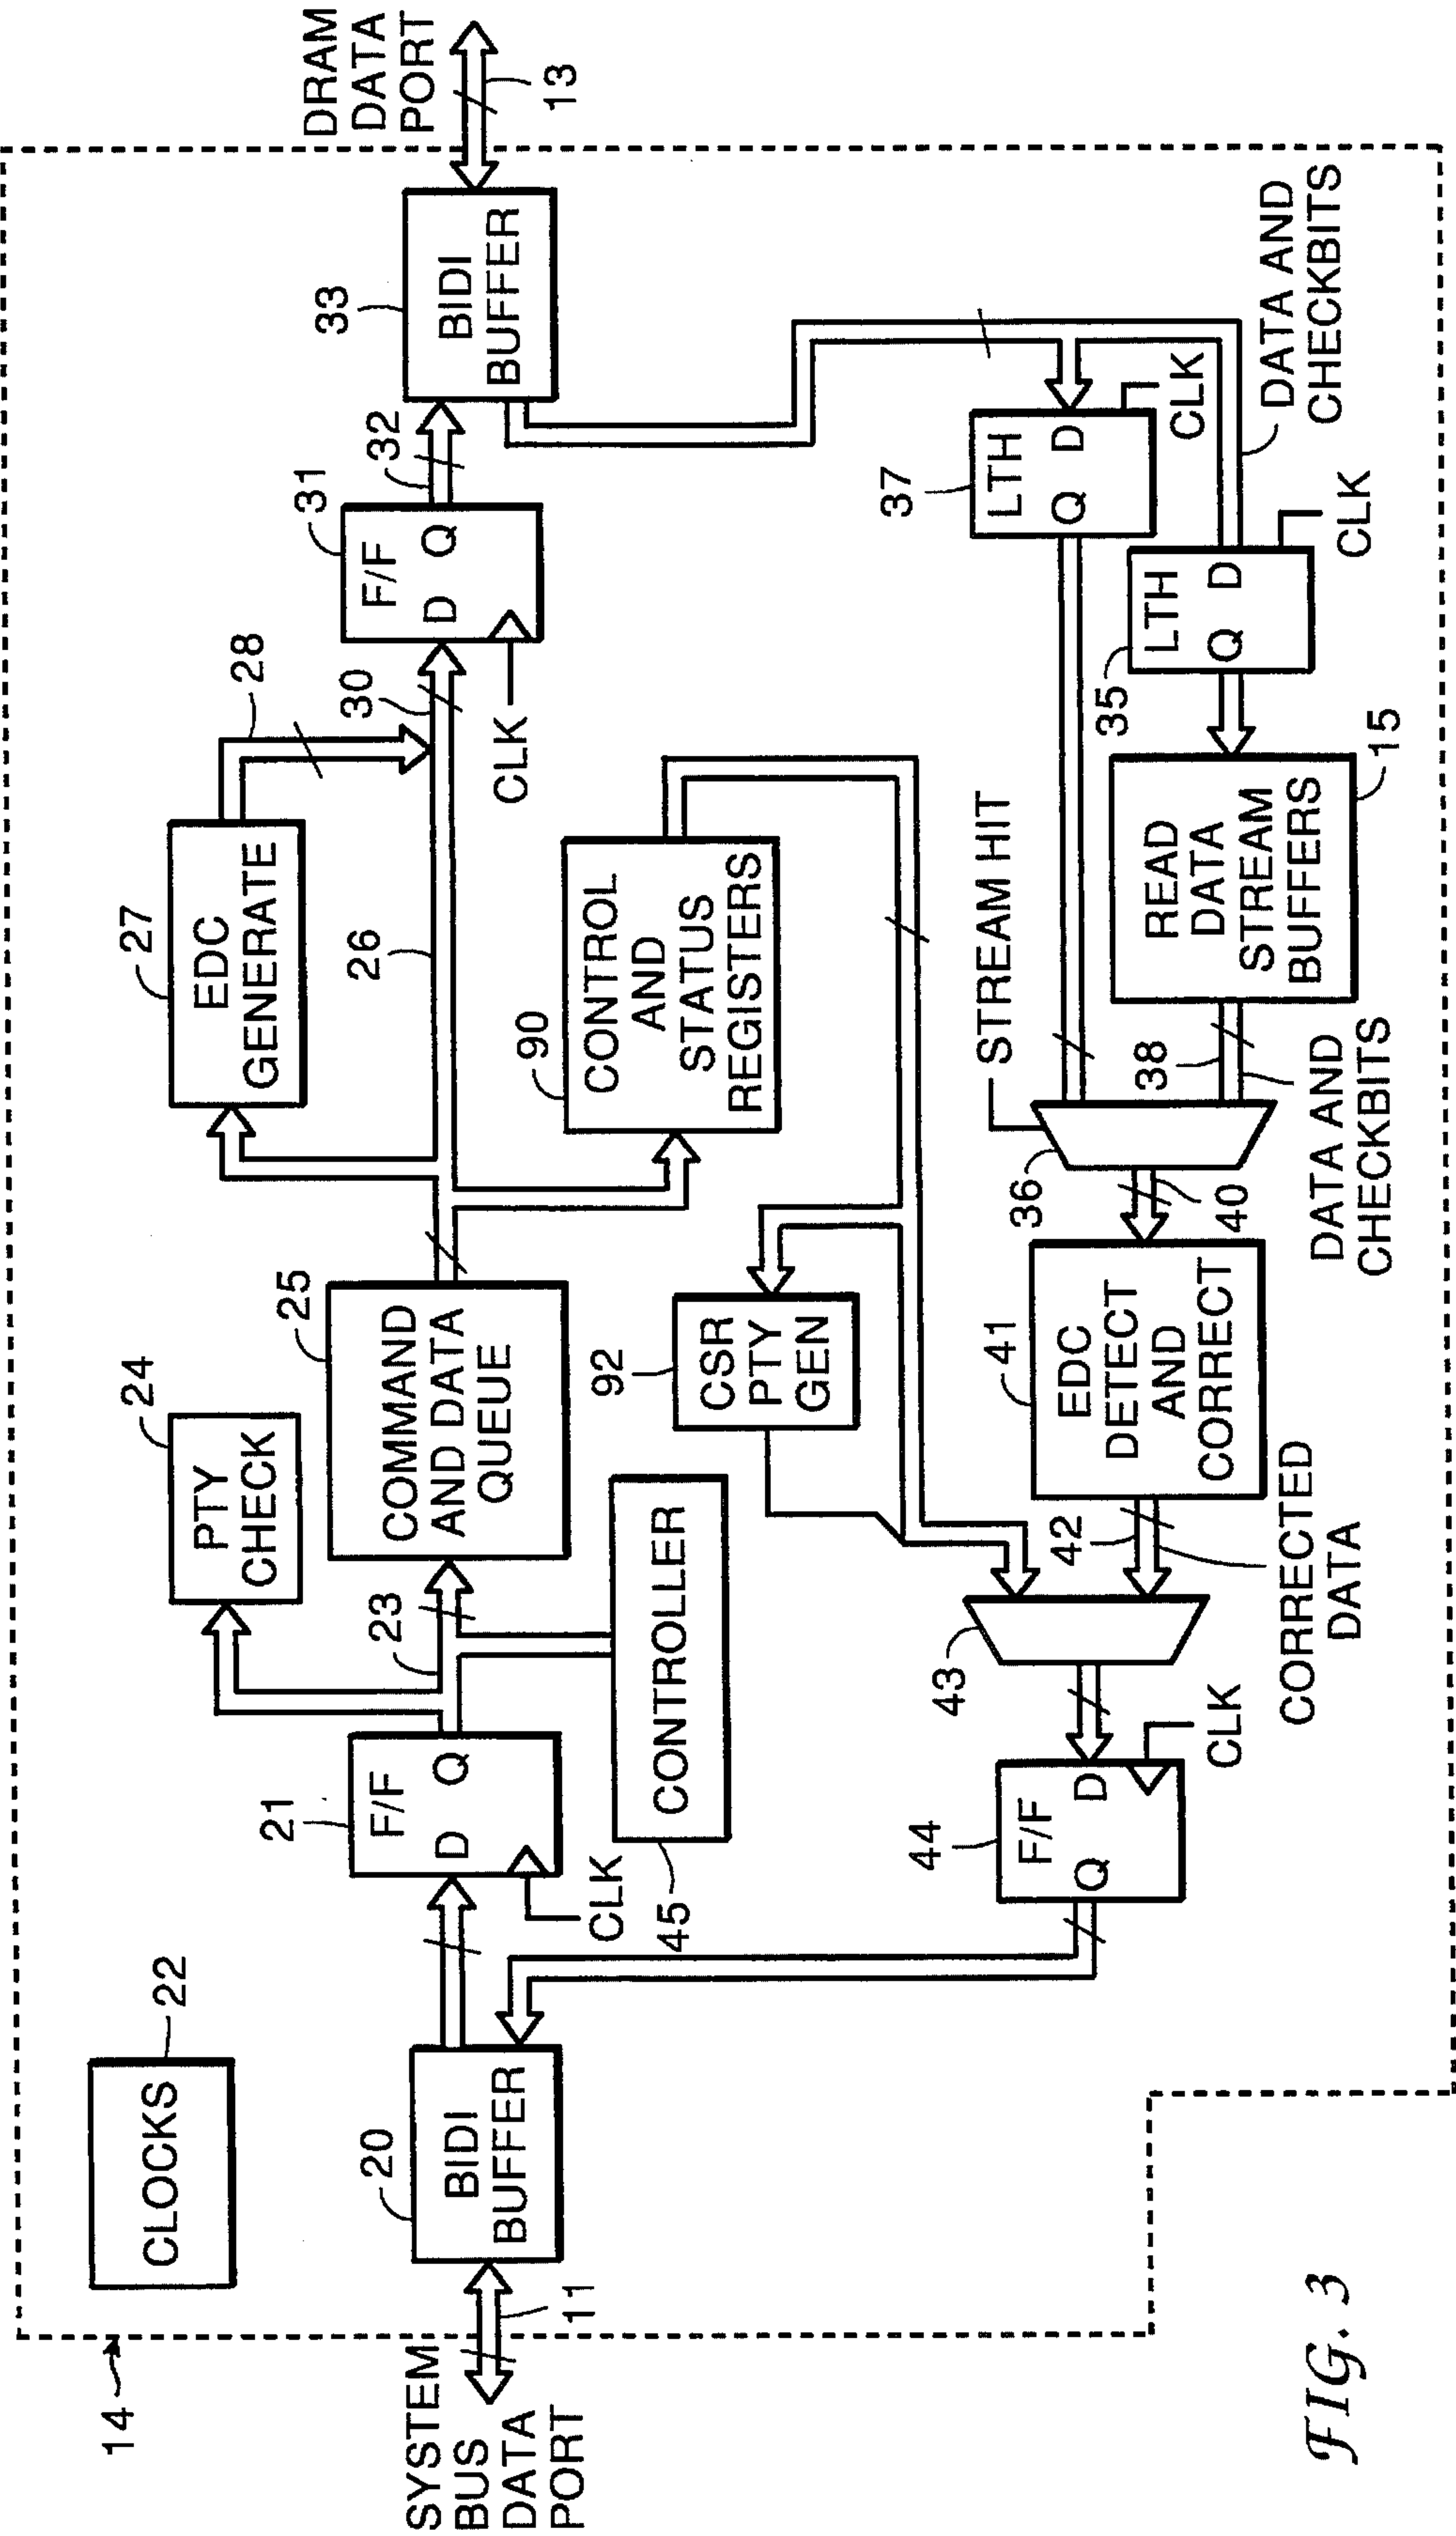 14
CLOCKS
22
SYSTEM
BUS
DATA
PORT
11
20
BIDI
BUFFER
21
F/F
D
Q
CLK
23
24
PTY
CHECK
45
CONTROLLER
25
COMMAND
AND DATA
QUEUE
26
27
EDC
GENERATE
28
30
CLK
31
F/F
D
Q
32
33
BIDI
BUFFER
DRAM
DATA
PORT
13
90
CONTROL
AND
STATUS
REGISTERS
92
CSR
PTY
GEN
44
F/F
Q
D
CLK
43
CORRECTED
DATA
42
41
EDC
DETECT
AND
CORRECT
40
36
STREAM HIT
38
DATA AND
CHECKBITS
READ
DATA
STREAM
BUFFERS
15
35
LTH
Q
D
CLK
37
LTH
Q
D
CLK
DATA AND
CHECKBITS
FIG. 3